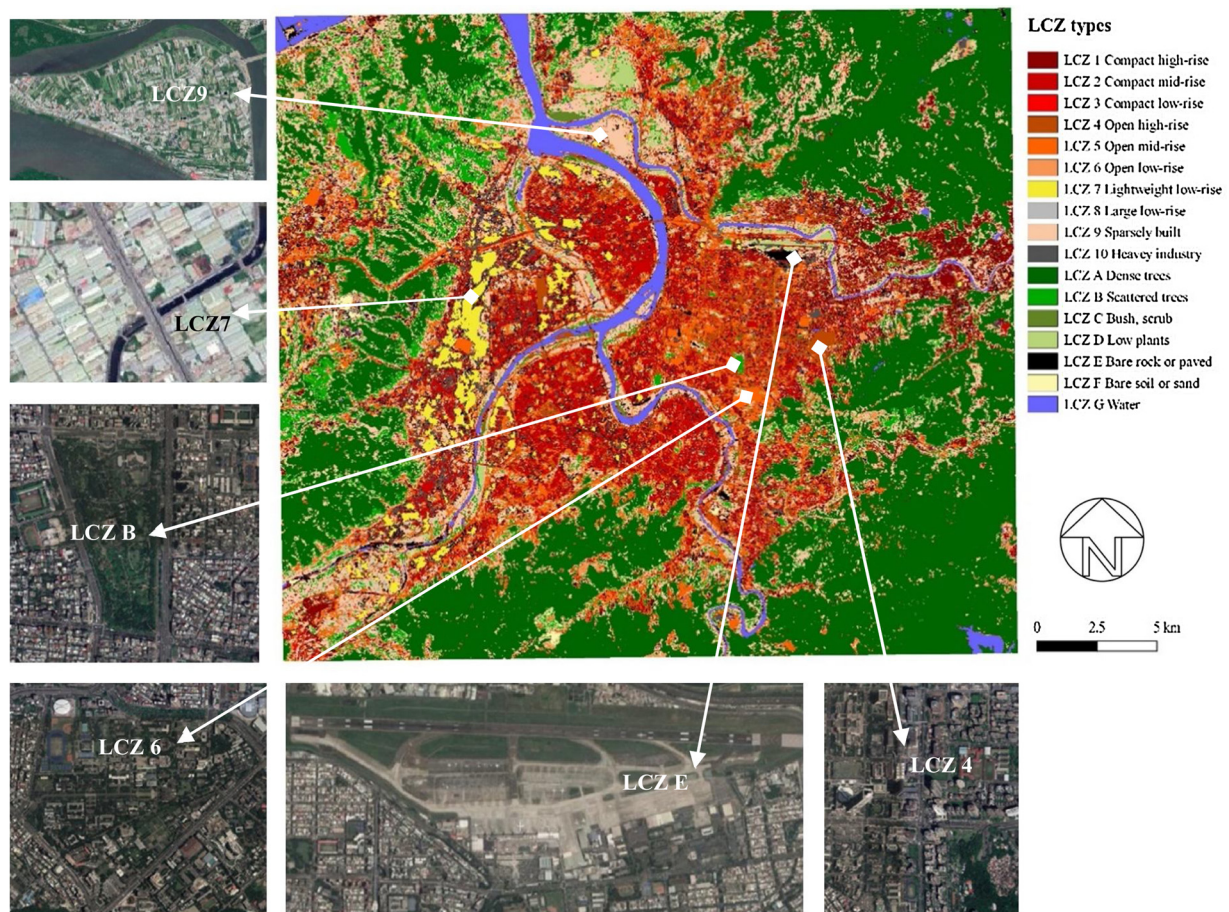 LCZ9
LCZ7
LCZ B
LCZ 6
LCZ E
LCZ 4
LCZ types
LCZ 1 Compact high-rise
LCZ 2 Compact mid-rise
LCZ 3 Compact low-rise
LCZ 4 Open high-rise
LCZ 5 Open mid-rise
LCZ 6 Open low-rise
LCZ 7 Lightweight low-rise
LCZ 8 Large low-rise
LCZ 9 Sparsely built
LCZ 10 Heavey industry
LCZ A Dense trees
LCZ B Scattered trees
LCZ C Bush, scrub
LCZ D Low plants
LCZ E Bare rock or paved
LCZ F Bare soil or sand
LCZ G Water
N
0 2.5 5 km